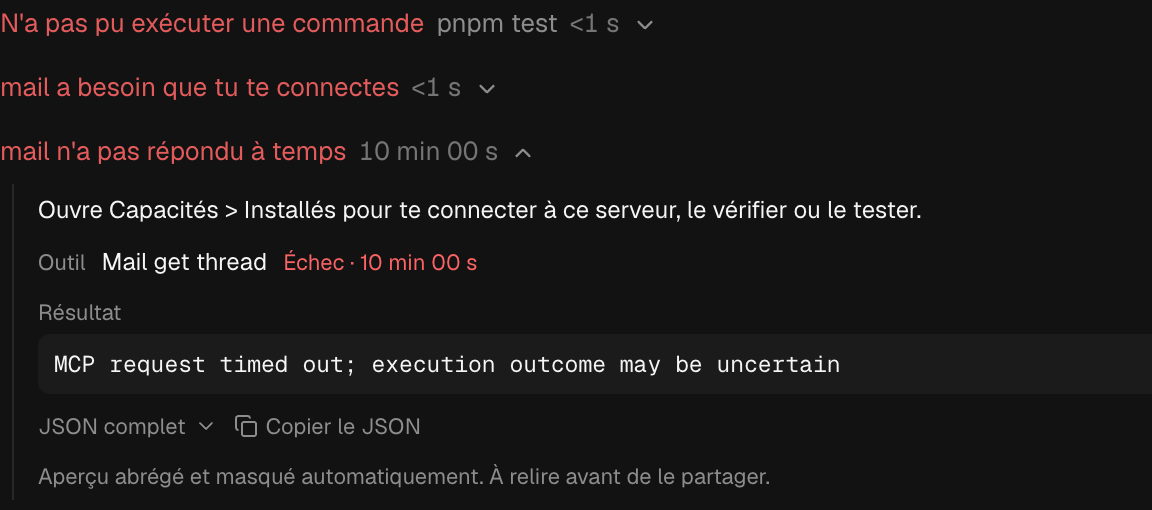 N'a pas pu exécuter une commande pnpm test <1 s
mail a besoin que tu te connectes <1 s
mail n'a pas répondu à temps 10 min 00 s
Ouvre Capacités > Installés pour te connecter à ce serveur, le vérifier ou le tester.
Outil Mail get thread Échec · 10 min 00 s
Résultat
MCP request timed out; execution outcome may be uncertain
JSON complet Copier le JSON
Aperçu abrégé et masqué automatiquement. À relire avant de le partager.